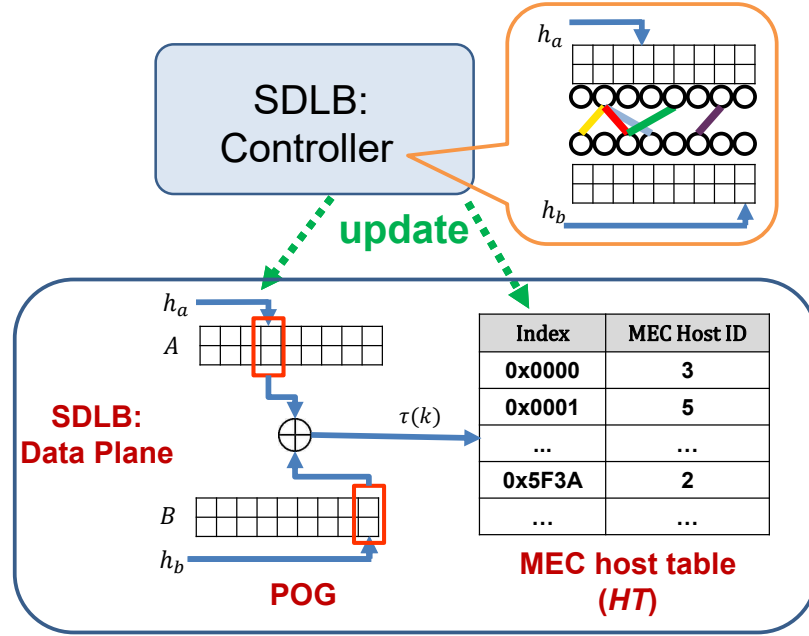 SDLB:
Controller
h_a
h_b
update
h_a
A
SDLB:
Data Plane
τ(k)
B
h_b
POG
Index MEC Host ID
0x0000 3
0x0001 5
... ...
0x5F3A 2
... ...
MEC host table
(HT)